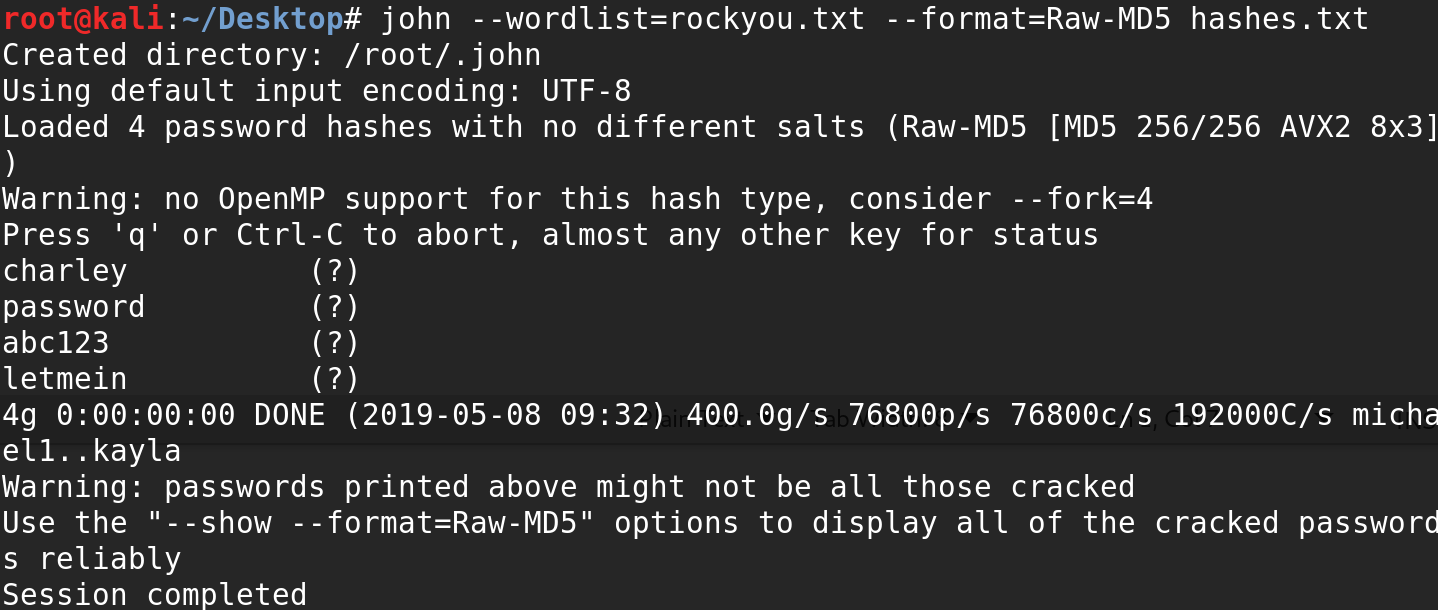 root@kali:~/Desktop# john --wordlist=rockyou.txt --format=Raw-MD5 hashes.txt
Created directory: /root/.john
Using default input encoding: UTF-8
Loaded 4 password hashes with no different salts (Raw-MD5 [MD5 256/256 AVX2 8x3]
)
Warning: no OpenMP support for this hash type, consider --fork=4
Press 'q' or Ctrl-C to abort, almost any other key for status
charley          (?)
password         (?)
abc123           (?)
letmein          (?)
4g 0:00:00:00 DONE (2019-05-08 09:32) 400.0g/s 76800p/s 76800c/s 192000C/s micha
el1..kayla
Warning: passwords printed above might not be all those cracked
Use the "--show --format=Raw-MD5" options to display all of the cracked password
s reliably
Session completed